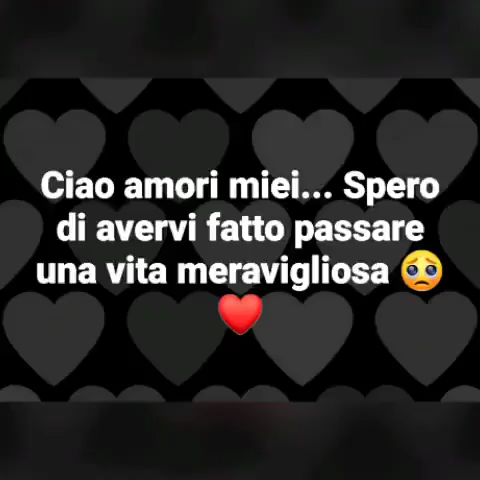 Ciao amori miei... Spero
di avervi fatto passare
una vita meravigliosa 🥺
❤️